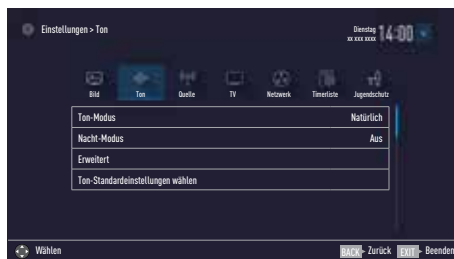 Einstellungen > Ton
Dienstag
xx xxx xxxx
14:00
Bild Ton Quelle TV Netzwerk Timerliste Jugendschutz
Ton-Modus Natürlich
Nacht-Modus Aus
Erweitert
Ton-Standardeinstellungen wählen
Wählen BACK Zurück EXIT Beenden